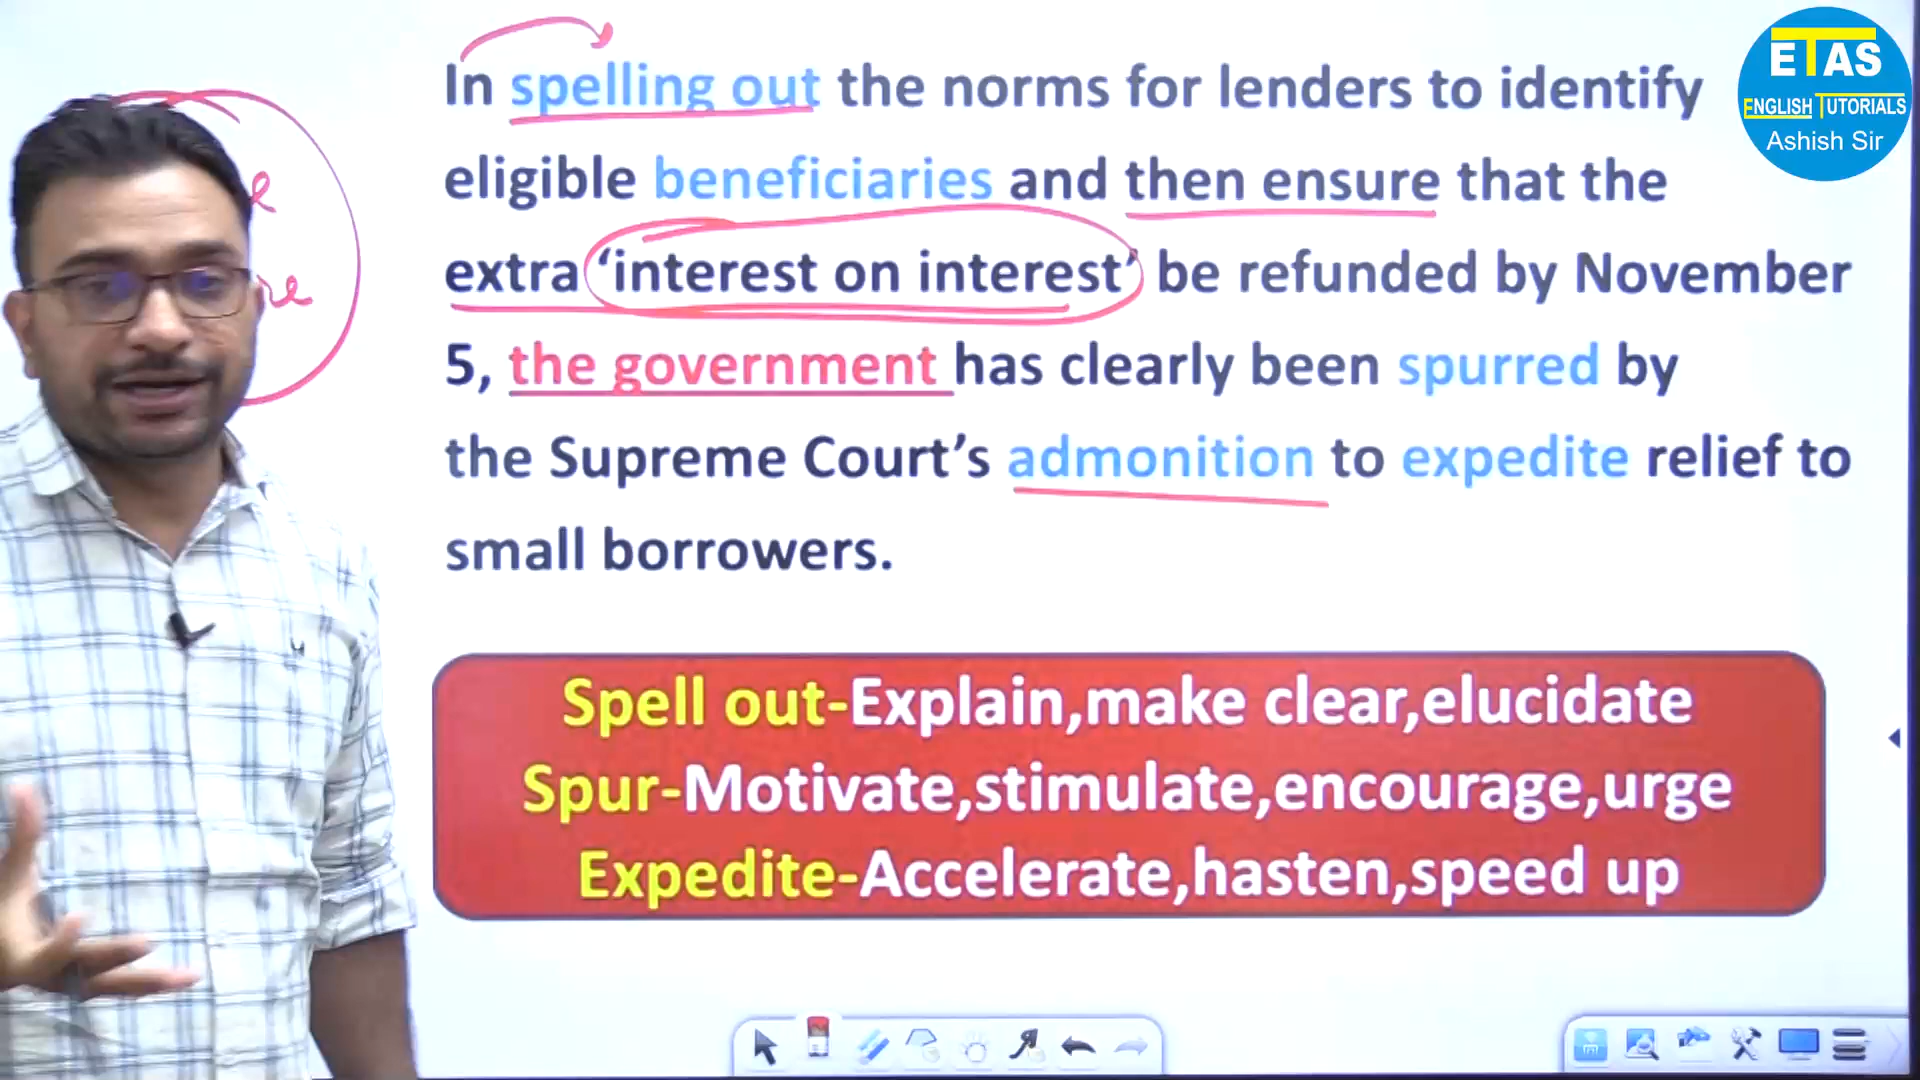 In spelling out the norms for lenders to identify
eligible beneficiaries and then ensure that the
extra ‘interest on interest’ be refunded by November
5, the government has clearly been spurred by
the Supreme Court’s admonition to expedite relief to
small borrowers.
Spell out-Explain,make clear,elucidate
Spur-Motivate,stimulate,encourage,urge
Expedite-Accelerate,hasten,speed up
ETAS
ENGLISH TUTORIALS
Ashish Sir